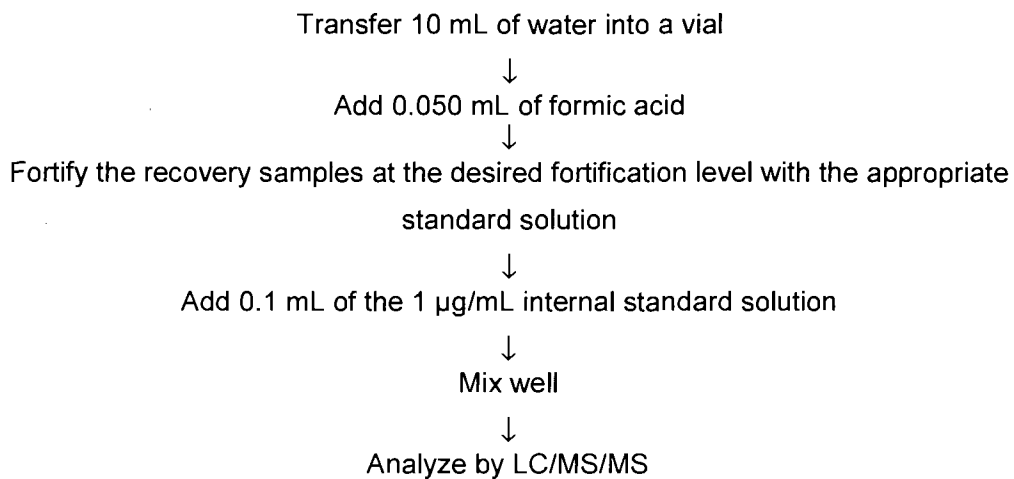 Transfer 10 mL of water into a vial
↓
Add 0.050 mL of formic acid
↓
Fortify the recovery samples at the desired fortification level with the appropriate
standard solution
↓
Add 0.1 mL of the 1 µg/mL internal standard solution
↓
Mix well
↓
Analyze by LC/MS/MS